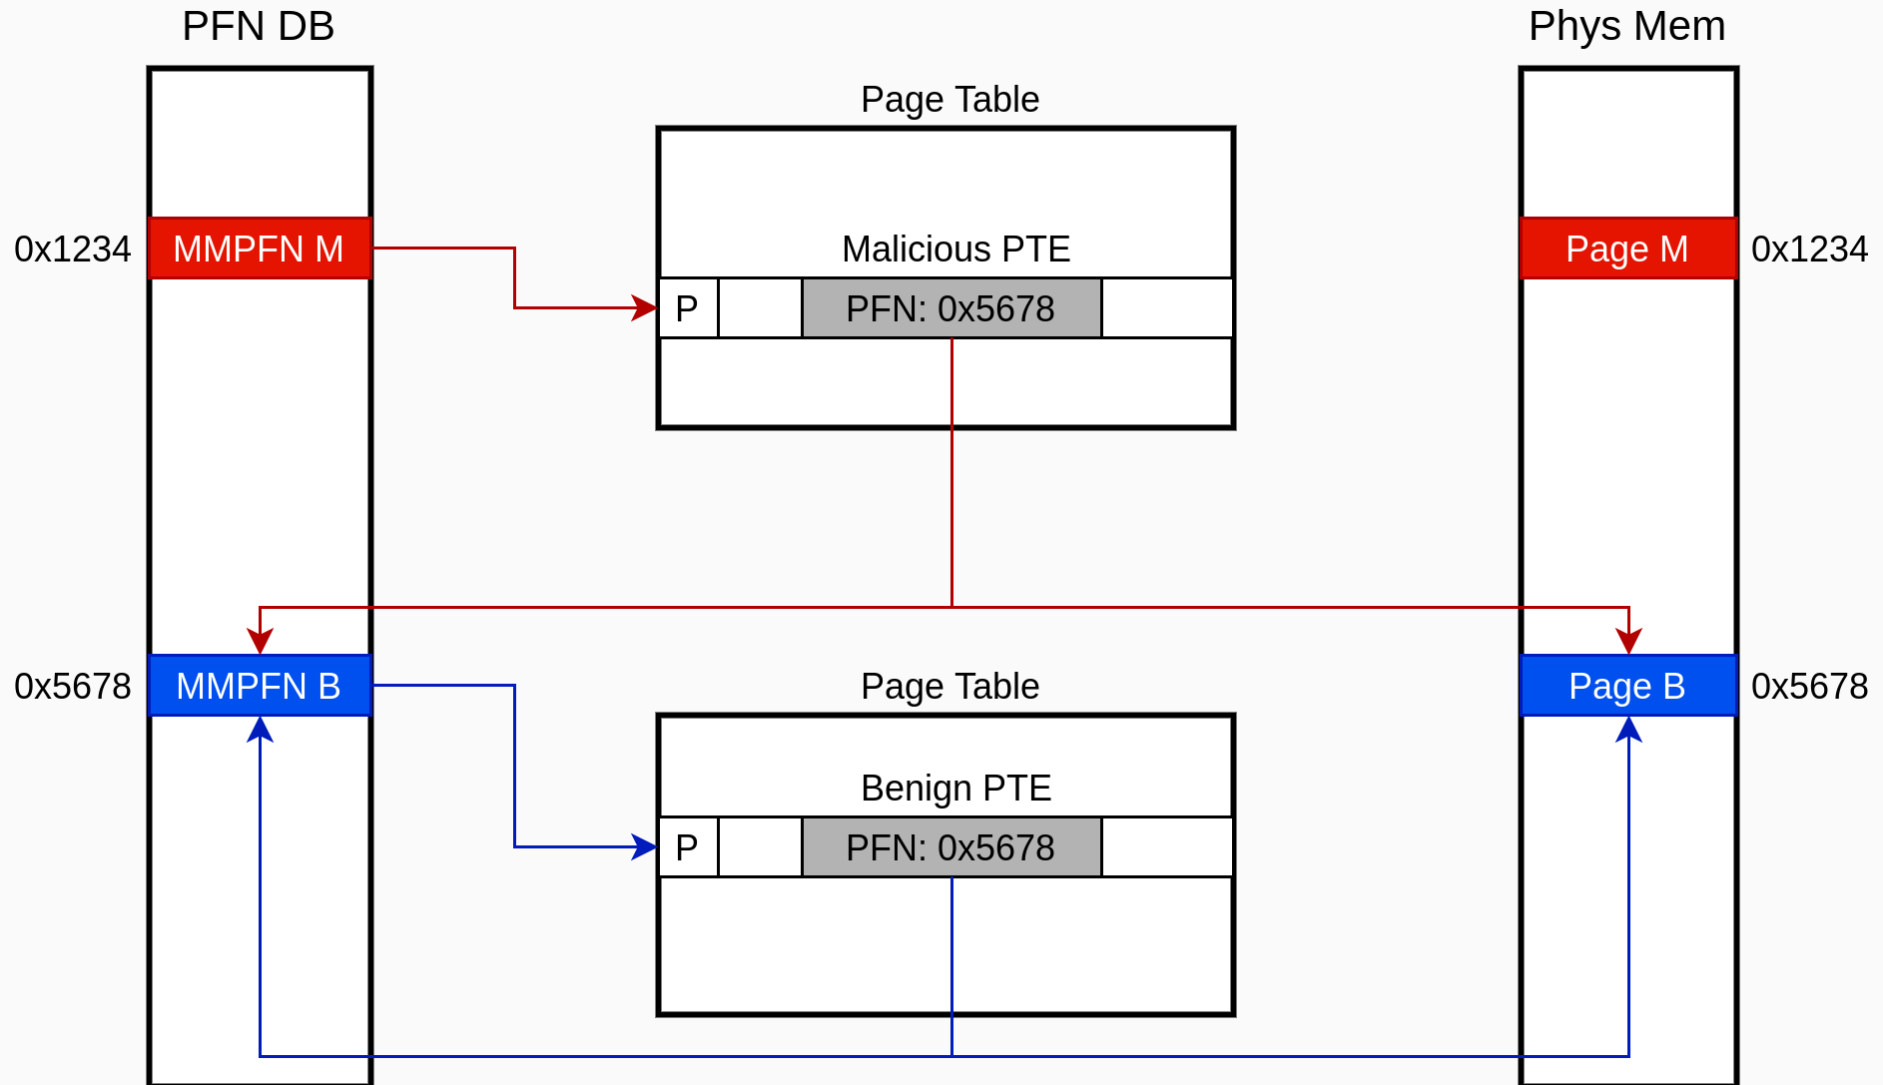 PFN DB
Phys Mem
Page Table
0x1234
MMPFN M
Malicious PTE
Page M
0x1234
P
PFN: 0x5678
0x5678
MMPFN B
Page Table
Page B
0x5678
Benign PTE
P
PFN: 0x5678